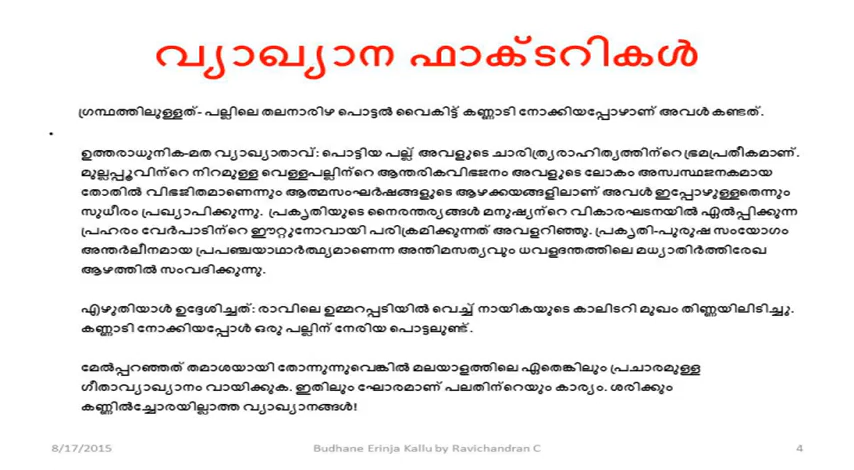 വ്യാഖ്യാന ഫാക്ടറികൾ
ഗ്രന്ഥത്തിലുള്ളത്- പല്ലിലെ തലനാരിഴ പൊട്ടൽ വൈകിട്ട് കണ്ണാടി നോക്കിയപ്പോഴാണ് അവൾ കണ്ടത്.
ഉത്തരാധുനിക-മത വ്യാഖ്യാതാവ്: പൊട്ടിയ പല്ല് അവളുടെ ചാരിത്ര്യരാഹിത്യത്തിന്റെ ഭ്രമപ്രതീകമാണ്.
മുല്ലപ്പൂവിന്റെ നിറമുള്ള വെള്ളപല്ലിന്റെ ആന്തരികവിഭജനം അവളുടെ ലോകം അസ്വസ്ഥജനകമായ
തോതിൽ വിഭജിതമാണെന്നും ആത്മസംഘർഷങ്ങളുടെ ആഴക്കയങ്ങളിലാണ് അവൾ ഇപ്പോഴുള്ളതെന്നും
സുധീരം പ്രഖ്യാപിക്കുന്നു. പ്രകൃതിയുടെ നൈരന്തര്യങ്ങൾ മനുഷ്യന്റെ വികാരഘടനയിൽ ഏൽപ്പിക്കുന്ന
പ്രഹരം വേർപാടിന്റെ ഈറ്റുനോവായി പരിക്രമിക്കുന്നത് അവളറിഞ്ഞു. പ്രകൃതി-പുരുഷ സംയോഗം
അന്തർലീനമായ പ്രപഞ്ചയാഥാർത്ഥ്യമാണെന്ന അന്തിമസത്യവും ധവളദന്തത്തിലെ മധ്യാതിർത്തിരേഖ
ആഴത്തിൽ സംവദിക്കുന്നു.
എഴുതിയാൾ ഉദ്ദേശിച്ചത്: രാവിലെ ഉമ്മറപ്പടിയിൽ വെച്ച് നായികയുടെ കാലിടറി മുഖം തിണ്ണയിലിടിച്ചു.
കണ്ണാടി നോക്കിയപ്പോൾ ഒരു പല്ലിന് നേരിയ പൊട്ടലുണ്ട്.
മേൽപ്പറഞ്ഞത് തമാശയായി തോന്നുന്നുവെങ്കിൽ മലയാളത്തിലെ ഏതെങ്കിലും പ്രചാരമുള്ള
ഗീതാവ്യാഖ്യാനം വായിക്കുക. ഇതിലും ഘോരമാണ് പലതിന്റെയും കാര്യം. ശരിക്കും
കണ്ണിൽച്ചോരയില്ലാത്ത വ്യാഖ്യാനങ്ങൾ!
8/17/2015 Budhane Erinja Kallu by Ravichandran C 4